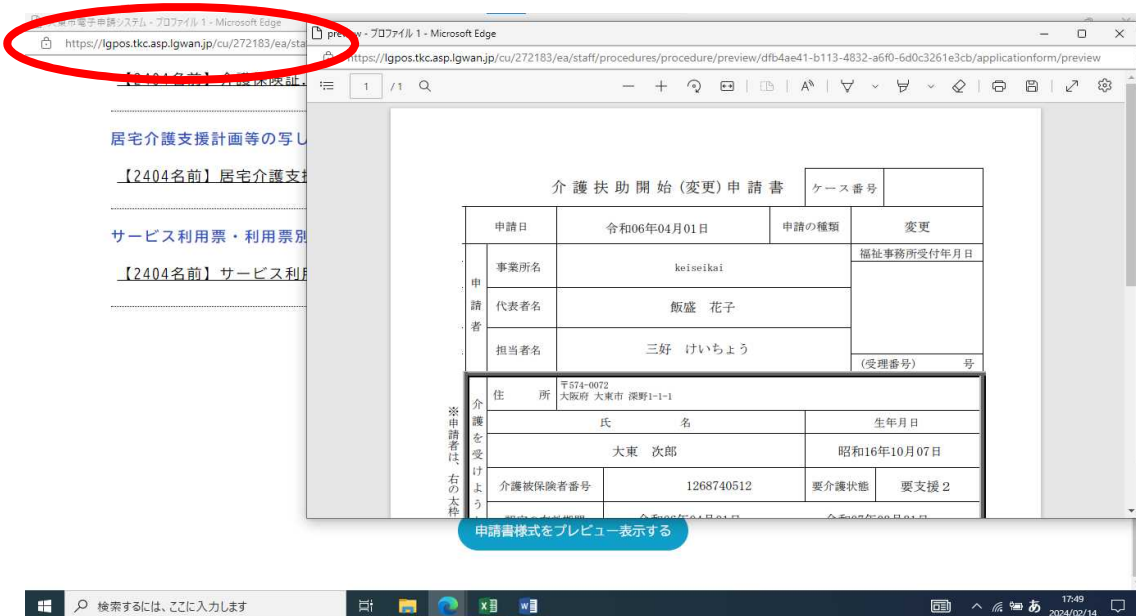 東市電子申請システム - プロファイル 1 - Microsoft Edge
https://lgpos.tkc.asp.lgwan.jp/cu/272183/ea/sta
【2404名前】介護保険証,
居宅介護支援計画等の写し
【2404名前】居宅介護支
サービス利用票・利用票別
【2404名前】サービス利
preview - プロファイル 1 - Microsoft Edge
https://lgpos.tkc.asp.lgwan.jp/cu/272183/ea/staff/procedures/procedure/preview/dfb4ae41-b113-4832-a6f0-6d0c3261e3cb/applicationform/preview
1 /1
介護扶助開始(変更)申請書 ケース番号
申請日 令和06年04月01日 申請の種類 変更
申請者
事業所名 keiseikai
福祉事務所受付年月日
代表者名 飯盛 花子
担当者名 三好 けいちょう
(受理番号) 号
介護を受けよう
住所 〒574-0072
大阪府 大東市 深野1-1-1
氏名 生年月日
大東 次郎 昭和16年10月07日
介護被保険者番号 1268740512 要介護状態 要支援2
※申請者は、右の太枠
申請書様式をプレビュー表示する
検索するには、ここに入力します
あ
17:49
2024/02/14